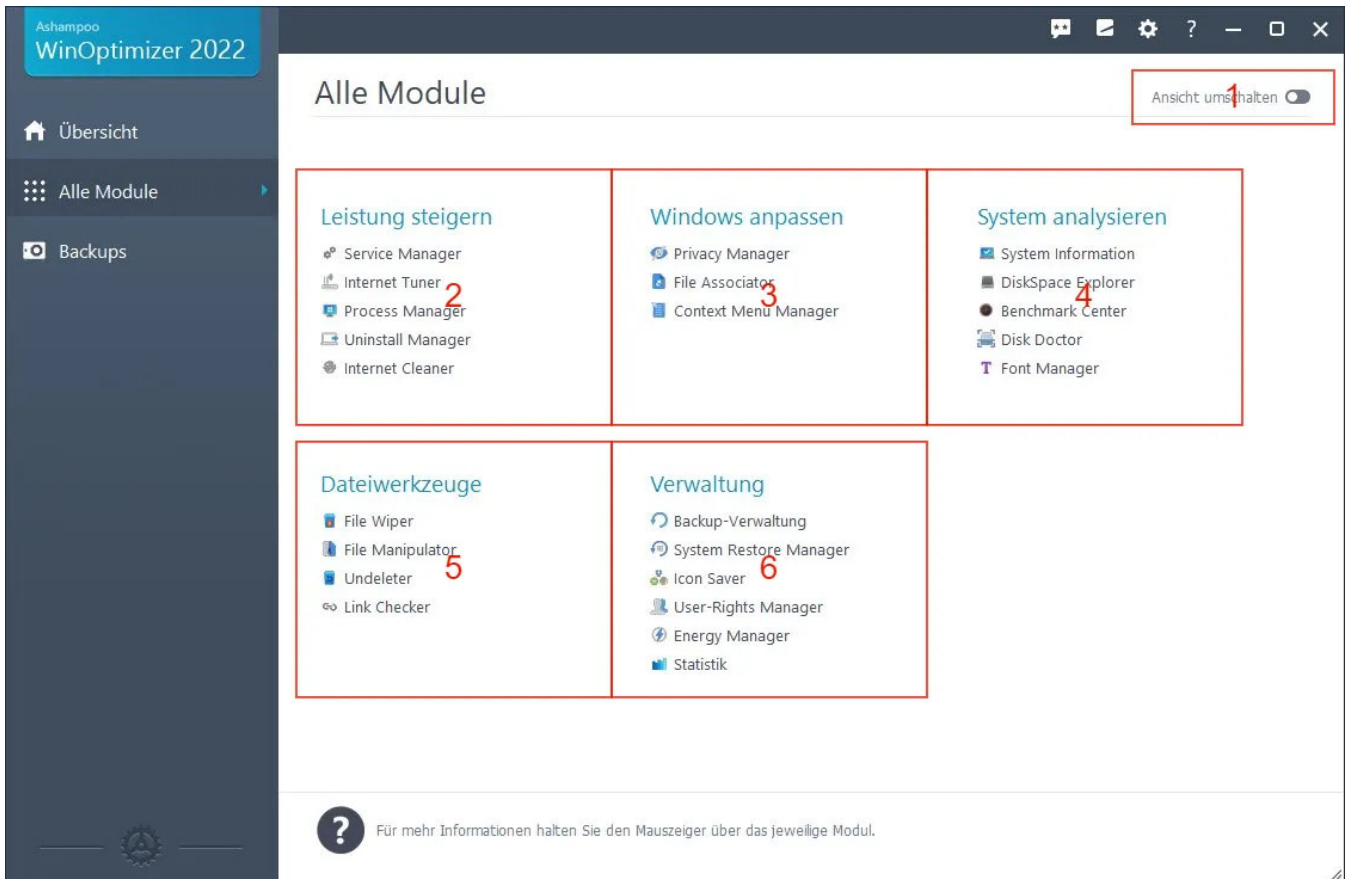 Ashampoo
WinOptimizer 2022
?
Übersicht
Alle Module
Backups
Alle Module
Ansicht umschalten
1
Leistung steigern
Service Manager
Internet Tuner
Process Manager
Uninstall Manager
Internet Cleaner
2
Windows anpassen
Privacy Manager
File Associator
Context Menu Manager
3
System analysieren
System Information
DiskSpace Explorer
Benchmark Center
Disk Doctor
Font Manager
4
Dateiwerkzeuge
File Wiper
File Manipulator
Undeleter
Link Checker
5
Verwaltung
Backup-Verwaltung
System Restore Manager
Icon Saver
User-Rights Manager
Energy Manager
Statistik
6
? Für mehr Informationen halten Sie den Mauszeiger über das jeweilige Modul.